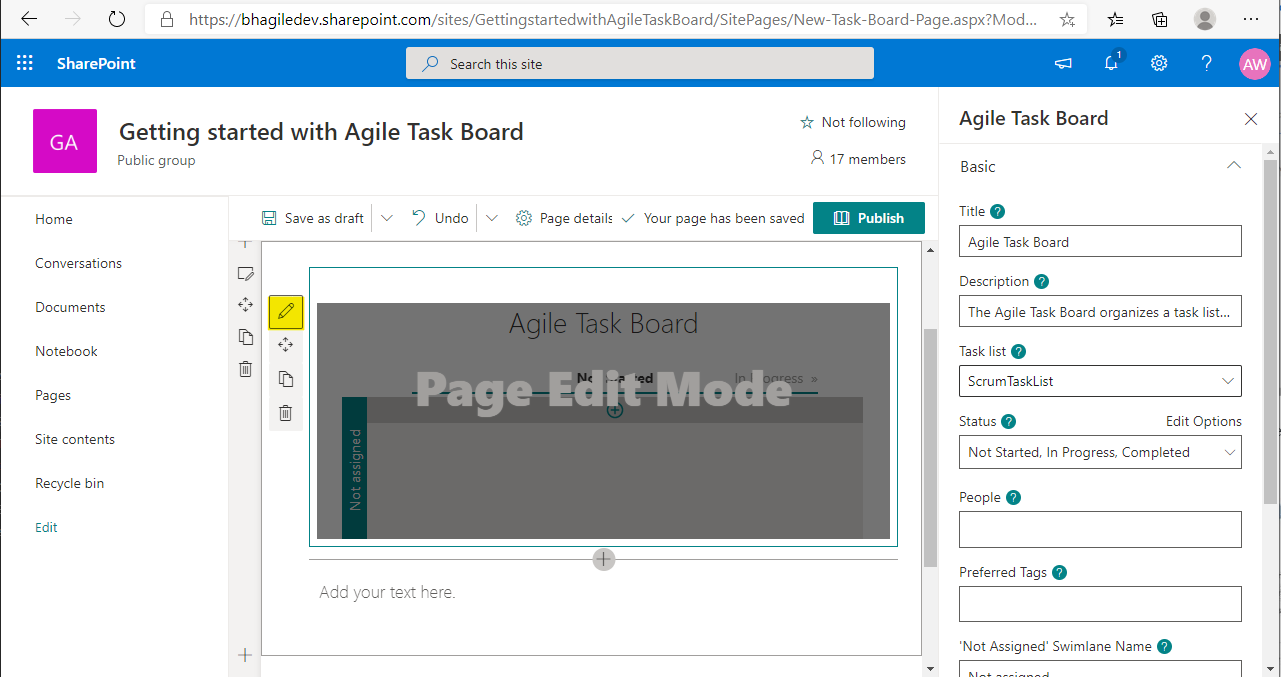 https://bhagiledev.sharepoint.com/sites/GettingstartedwithAgileTaskBoard/SitePages/New-Task-Board-Page.aspx?Mod...
SharePoint
Search this site
1
AW
GA
Getting started with Agile Task Board
Public group
Not following
17 members
Home
Conversations
Documents
Notebook
Pages
Site contents
Recycle bin
Edit
Save as draft
Undo
Page details
Your page has been saved
Publish
Agile Task Board
Not Started
In Progress »
Page Edit Mode
Not assigned
Add your text here.
Agile Task Board
Basic
Title ?
Agile Task Board
Description ?
The Agile Task Board organizes a task list...
Task list ?
ScrumTaskList
Status ? Edit Options
Not Started, In Progress, Completed
People ?
Preferred Tags ?
'Not Assigned' Swimlane Name ?
Not assigned